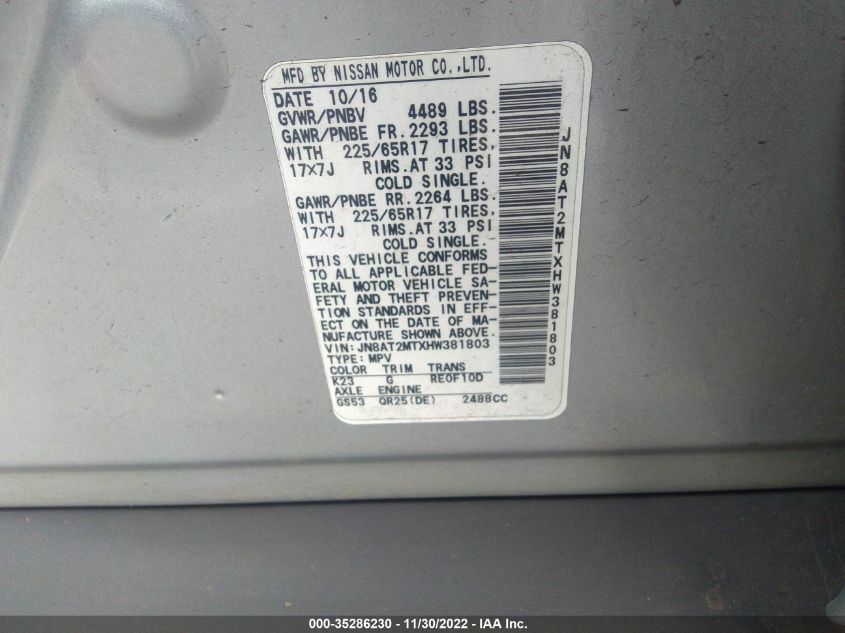 MFD BY NISSAN MOTOR CO.,LTD.
DATE 10/16
GVWR/PNBV 4489 LBS.
GAWR/PNBE FR. 2293 LBS.
WITH 225/65R17 TIRES,
17X7J RIMS.AT 33 PSI
COLD SINGLE.
GAWR/PNBE RR. 2264 LBS.
WITH 225/65R17 TIRES,
17X7J RIMS.AT 33 PSI
COLD SINGLE.
THIS VEHICLE CONFORMS
TO ALL APPLICABLE FED-
ERAL MOTOR VEHICLE SA-
FETY AND THEFT PREVEN-
TION STANDARDS IN EFF-
ECT ON THE DATE OF MA-
NUFACTURE SHOWN ABOVE.
VIN:JN8AT2MTXHW381803
TYPE:MPV
COLOR TRIM TRANS
K23 G RE0F10D
AXLE ENGINE
GS53 QR25(DE) 2488CC
JN8AT2MTXHW381803
000-35286230 - 11/30/2022 - IAA Inc.